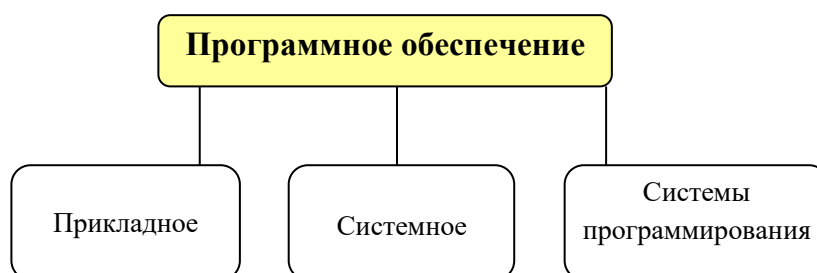 Программное обеспечение
Прикладное
Системное
Системы
программирования